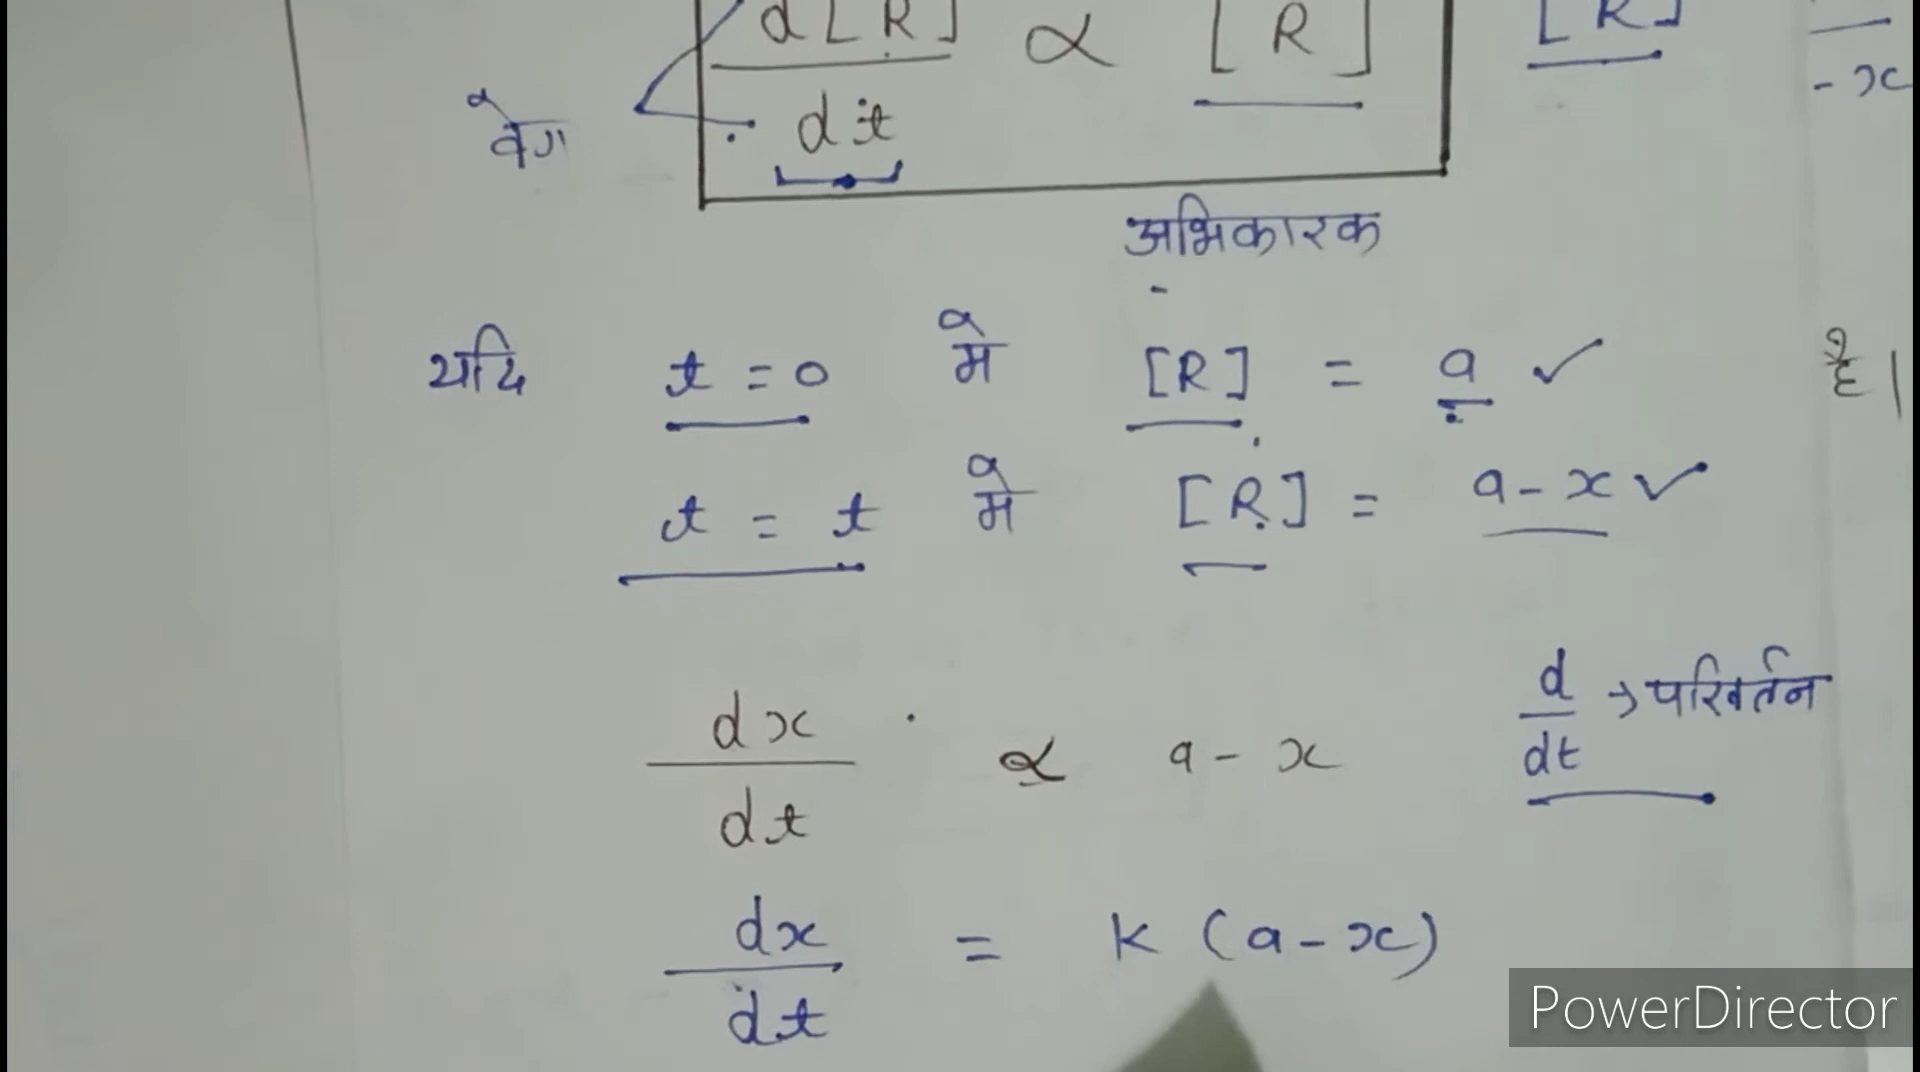 d[R] ∝ [R] [R]
वेग dt - x
अभिकारक
यदि t = 0 में [R] = a ✓ है।
t = t में [R] = a - x ✓
dx/dt ∝ a - x d/dt → परिवर्तन
dx/dt = K (a - x)
PowerDirector